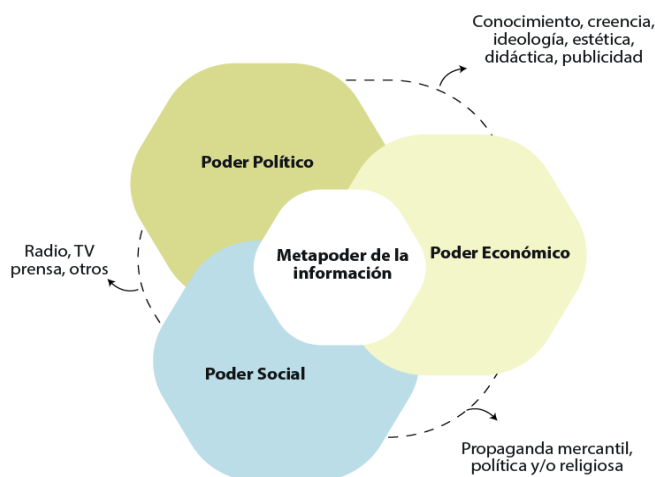 Conocimiento, creencia,
ideología, estética,
didáctica, publicidad
Poder Político
Radio, TV
prensa, otros
Metapoder de la
información
Poder Económico
Poder Social
Propaganda mercantil,
política y/o religiosa